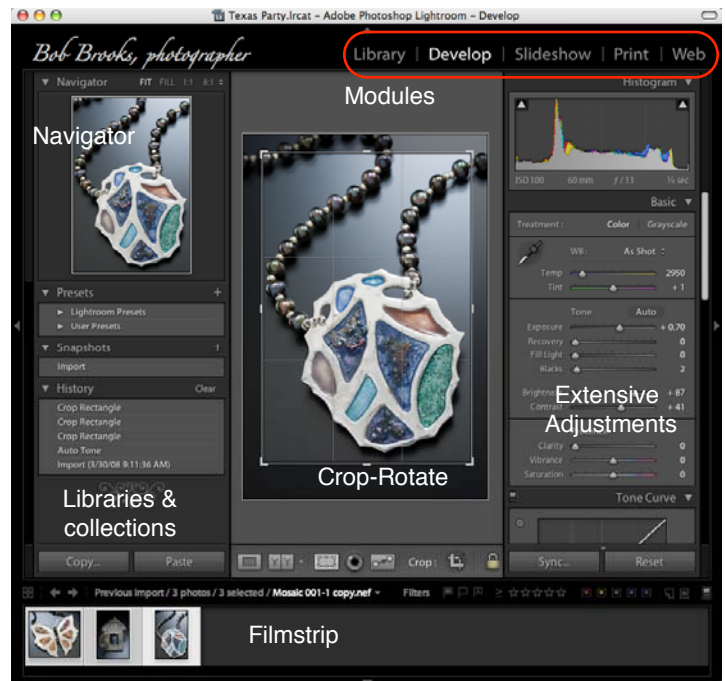 Texas Party.lrcat – Adobe Photoshop Lightroom – Develop
Bob Brooks, photographer
Library | Develop | Slideshow | Print | Web
Modules
Navigator FIT FILL 1:1 8:1
Navigator
Presets +
Lightroom Presets
User Presets
Snapshots +
Import
History Clear
Crop Rectangle
Crop Rectangle
Crop Rectangle
Auto Tone
Import (3/30/08 9:11:36 AM)
Libraries &
collections
Copy... Paste
Crop-Rotate
Crop :
Histogram
ISO 100 60 mm f / 13 sec
Basic
Treatment : Color Grayscale
WB: As Shot
Temp 2950
Tint + 1
Tone Auto
Exposure + 0.70
Recovery 0
Fill Light 0
Blacks 2
Brightness + 87
Contrast + 41
Extensive
Adjustments
Clarity 0
Vibrance 0
Saturation 0
Tone Curve
Sync... Reset
Previous Import / 3 photos / 3 selected / Mosaic 001-1 copy.nef
Filters ≥ ☆☆☆☆☆
Filmstrip